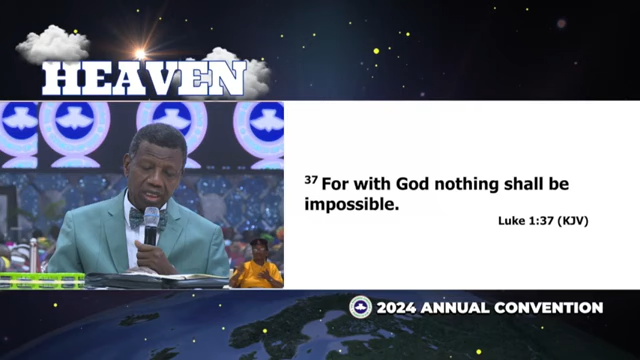 HEAVEN
37 For with God nothing shall be
impossible.
Luke 1:37 (KJV)
2024 ANNUAL CONVENTION